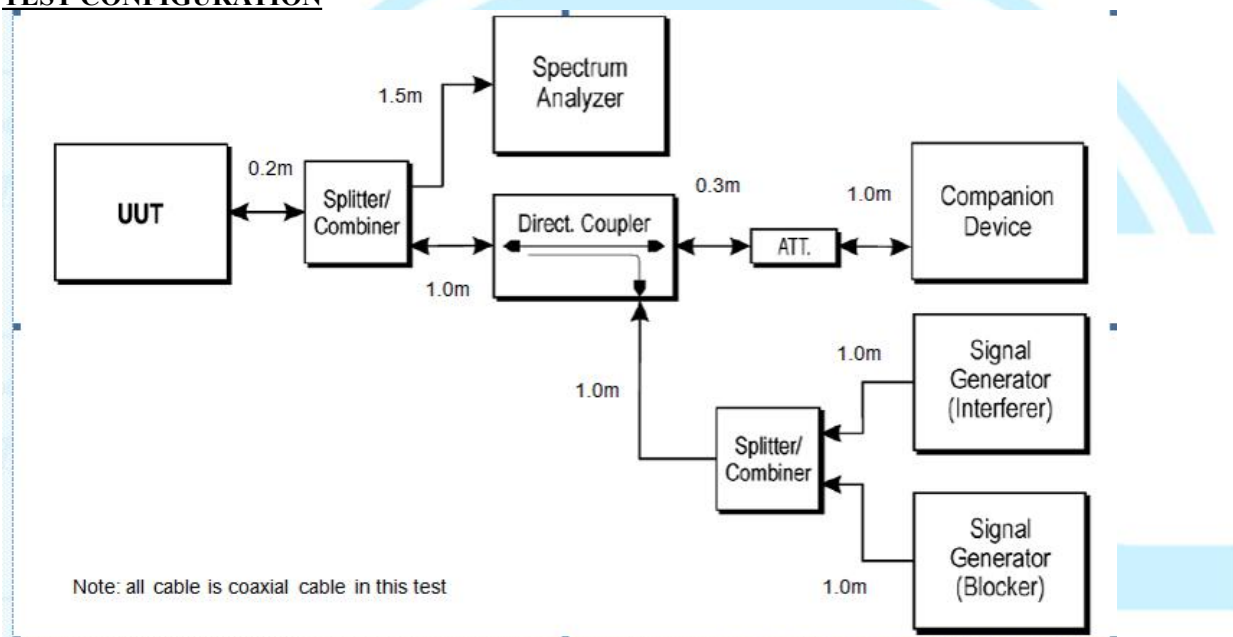 TEST CONFIGURATION
Spectrum
Analyzer
1.5m
UUT
0.2m
Splitter/
Combiner
1.0m
Direct. Coupler
0.3m
ATT.
1.0m
Companion
Device
1.0m
Splitter/
Combiner
1.0m
Signal
Generator
(Interferer)
1.0m
Signal
Generator
(Blocker)
Note: all cable is coaxial cable in this test